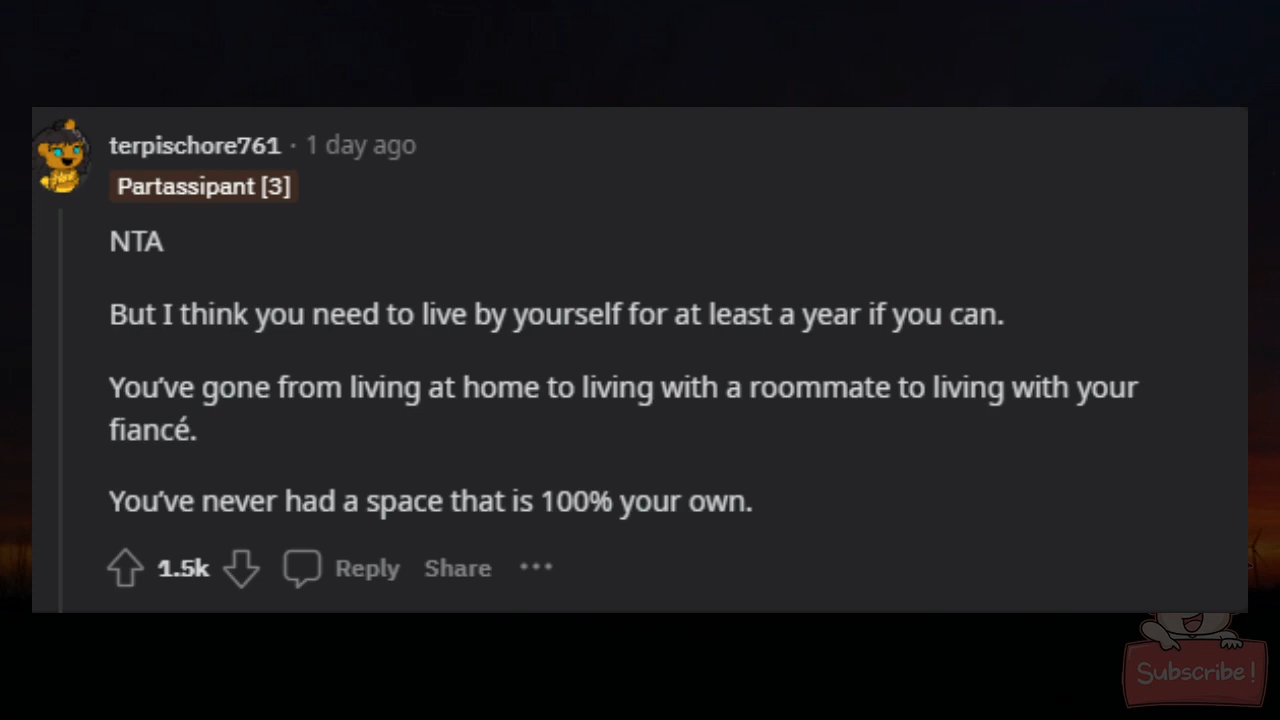 terpischore761 · 1 day ago
Partassipant [3]
NTA
But I think you need to live by yourself for at least a year if you can.
You’ve gone from living at home to living with a roommate to living with your
fiancé.
You’ve never had a space that is 100% your own.
1.5k Reply Share ···
Subscribe!